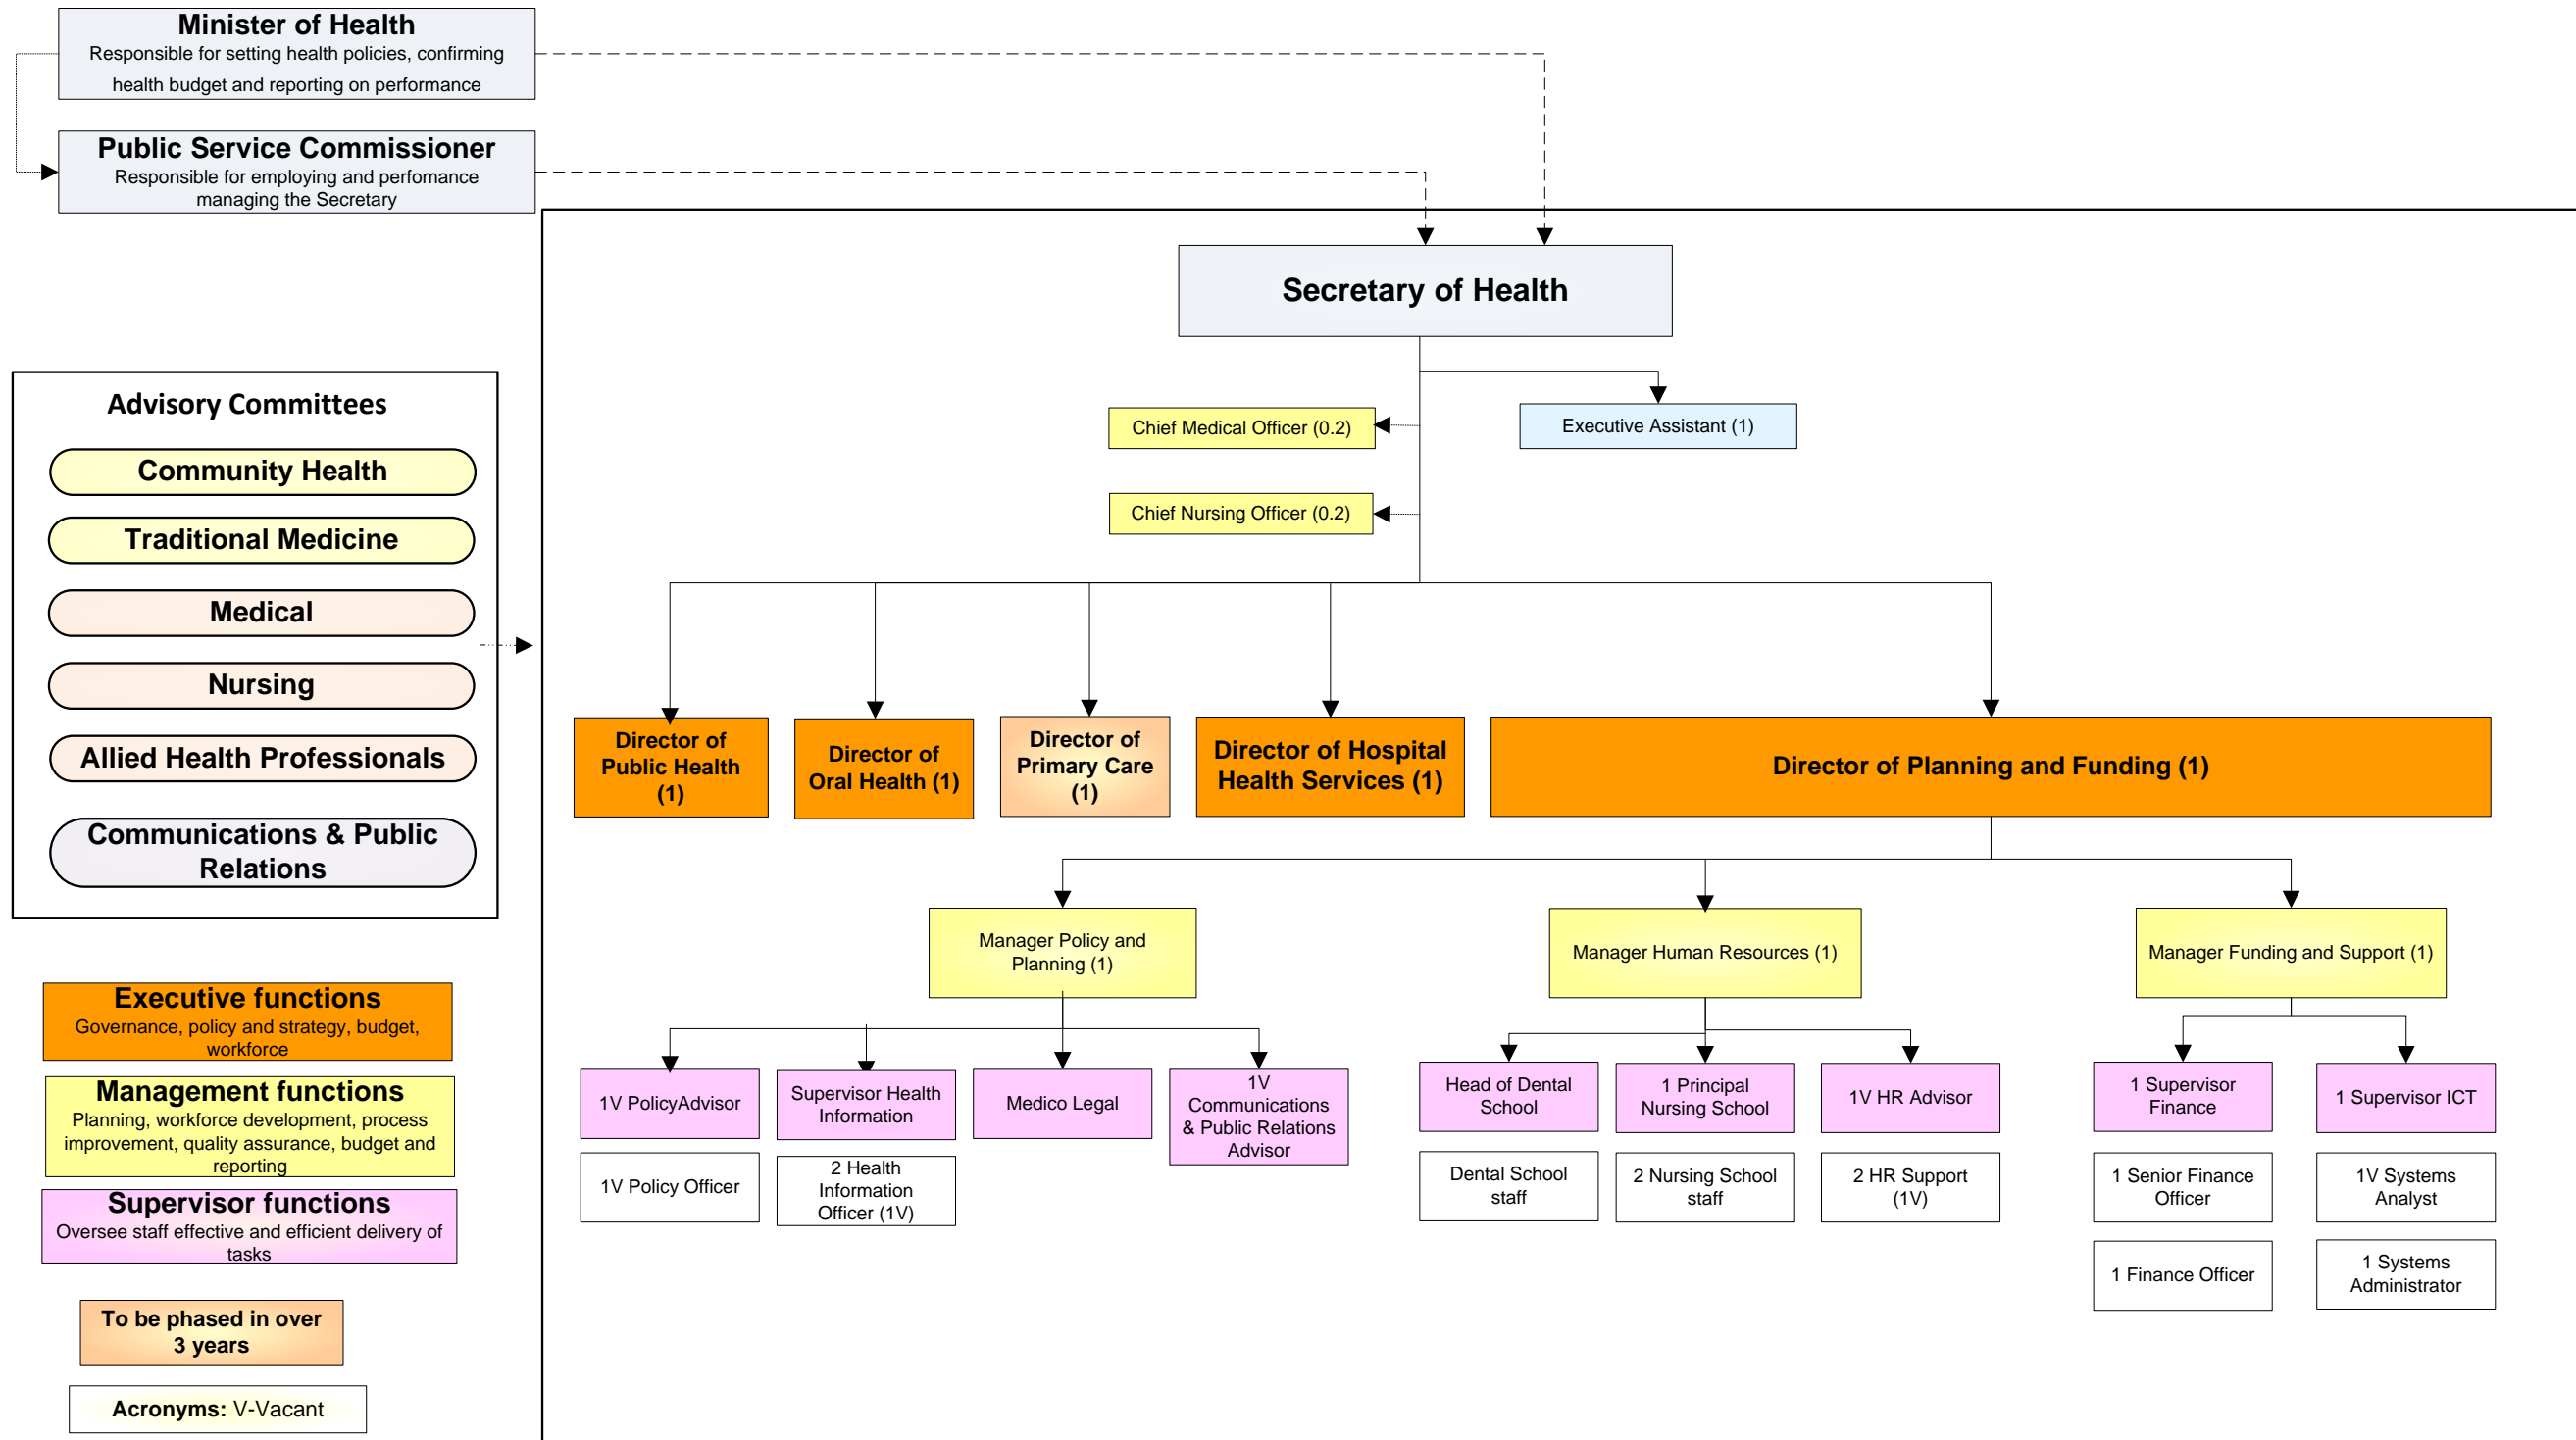 Minister of Health
Responsible for setting health policies, confirming
health budget and reporting on performance
Public Service Commissioner
Responsible for employing and perfomance
managing the Secretary
Secretary of Health
Chief Medical Officer (0.2)
Executive Assistant (1)
Chief Nursing Officer (0.2)
Advisory Committees
Community Health
Traditional Medicine
Medical
Nursing
Allied Health Professionals
Communications & Public
Relations
Director of
Public Health
(1)
Director of
Oral Health (1)
Director of
Primary Care
(1)
Director of Hospital
Health Services (1)
Director of Planning and Funding (1)
Manager Policy and
Planning (1)
Manager Human Resources (1)
Manager Funding and Support (1)
1V PolicyAdvisor
Supervisor Health
Information
Medico Legal
1V
Communications
& Public Relations
Advisor
Head of Dental
School
1 Principal
Nursing School
1V HR Advisor
1 Supervisor
Finance
1 Supervisor ICT
1V Policy Officer
2 Health
Information
Officer (1V)
Dental School
staff
2 Nursing School
staff
2 HR Support
(1V)
1 Senior Finance
Officer
1V Systems
Analyst
1 Finance Officer
1 Systems
Administrator
Executive functions
Governance, policy and strategy, budget,
workforce
Management functions
Planning, workforce development, process
improvement, quality assurance, budget and
reporting
Supervisor functions
Oversee staff effective and efficient delivery of
tasks
To be phased in over
3 years
Acronyms: V-Vacant